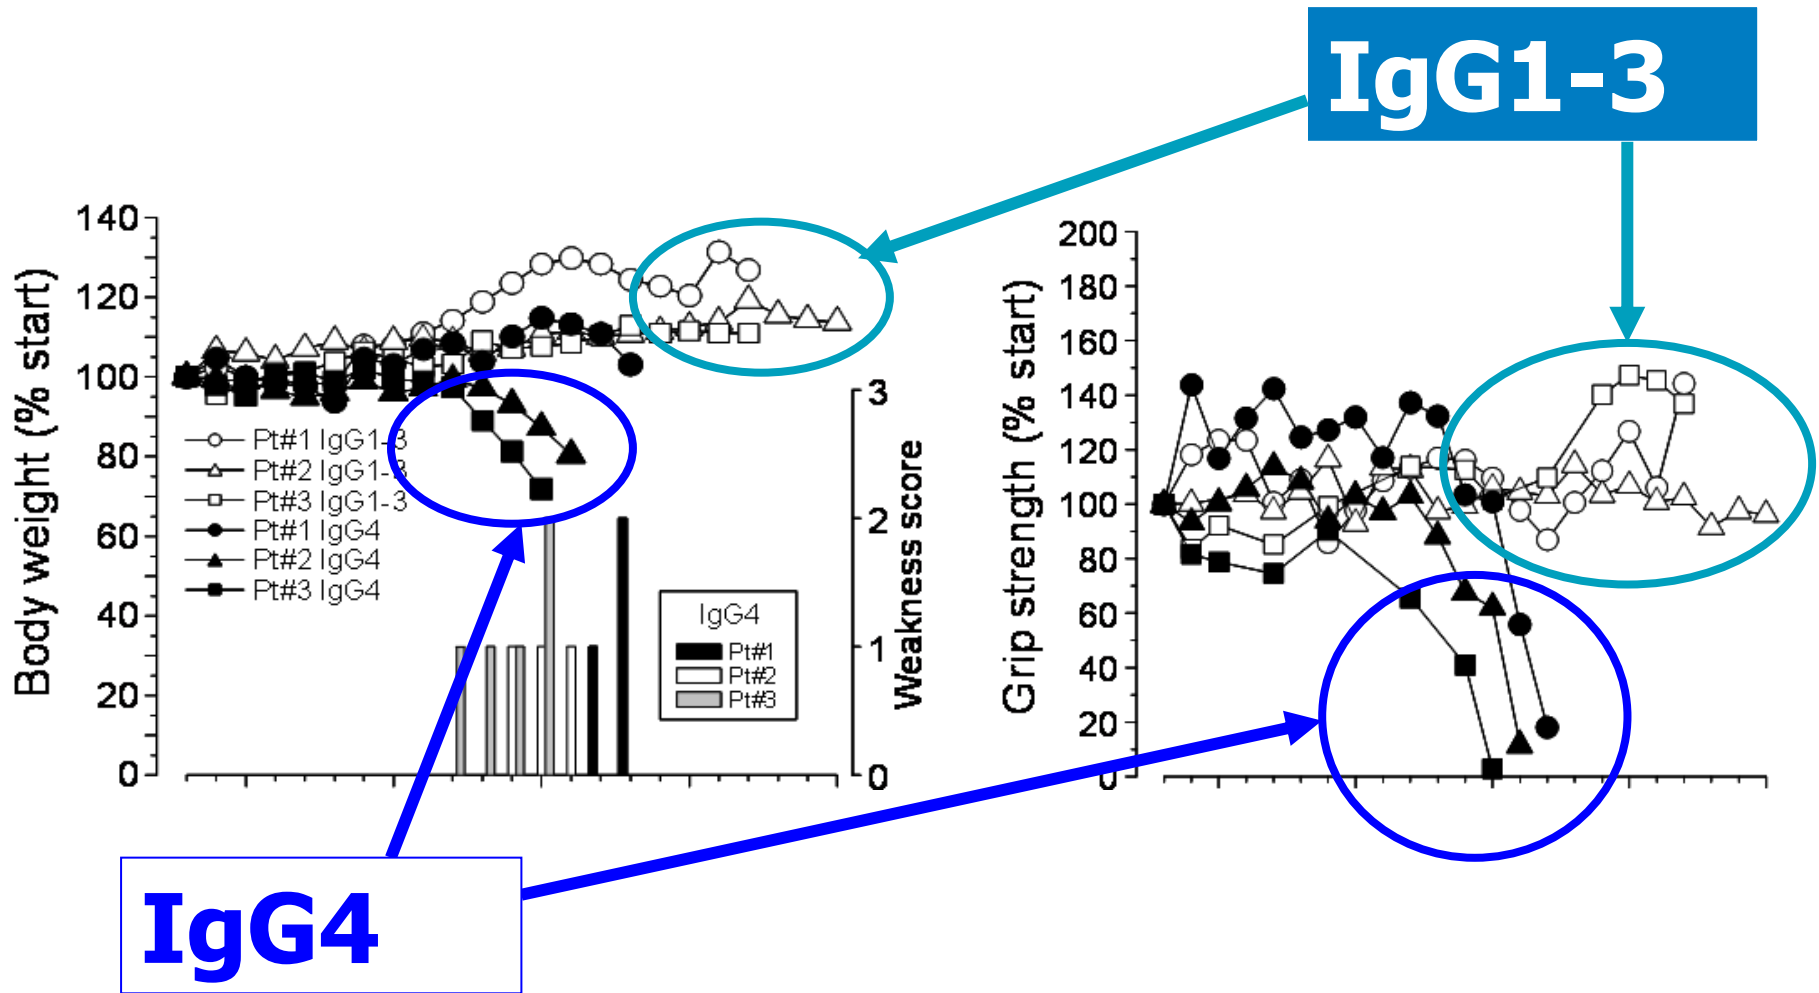 IgG1-3
140
120
100
80
60
40
20
0
Body weight (% start)
Pt#1 IgG1-3
Pt#2 IgG1-3
Pt#3 IgG1-3
Pt#1 IgG4
Pt#2 IgG4
Pt#3 IgG4
IgG4
Pt#1
Pt#2
Pt#3
3
2
1
0
Weakness score
200
180
160
140
120
100
80
60
40
20
0
Grip strength (% start)
IgG4